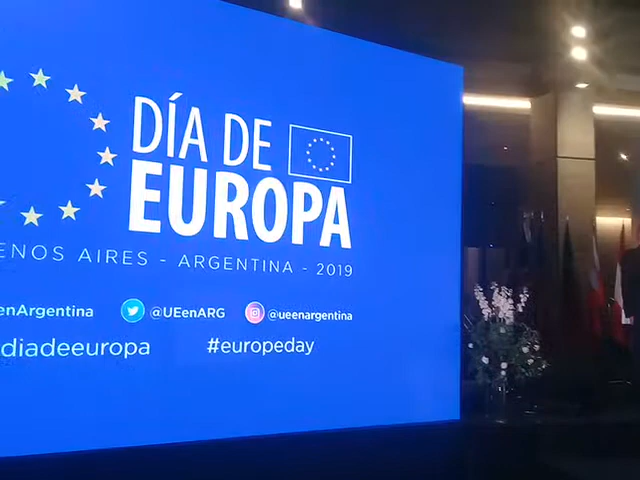 DÍA DE
EUROPA
ENOS AIRES - ARGENTINA - 2019
enArgentina @UEenARG @ueenargentina
diadeeuropa #europeday